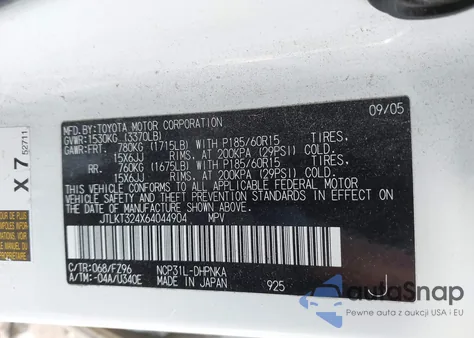 MFD.BY:TOYOTA MOTOR CORPORATION 09/05
GVWR:1530KG (3370LB)
GAWR:FRT. 780KG (1715LB) WITH P185/60R15 TIRES,
15X6JJ RIMS, AT 200KPA (29PSI) COLD.
RR. 760KG (1675LB) WITH P185/60R15 TIRES,
15X6JJ RIMS, AT 200KPA (29PSI) COLD.
THIS VEHICLE CONFORMS TO ALL APPLICABLE
FEDERAL MOTOR VEHICLE SAFETY, BUMPER,
AND THEFT PREVENTION STANDARDS IN EFFECT
ON THE DATE OF MANUFACTURE SHOWN ABOVE.
JTLKT324X64044904 MPV
C/TR:068/FZ96 NCP31L-DHPNKA
A/TM:-04A/U340E MADE IN JAPAN 925 J
X 7 52711
autoSnap
Pewne auta z aukcji USA i EU